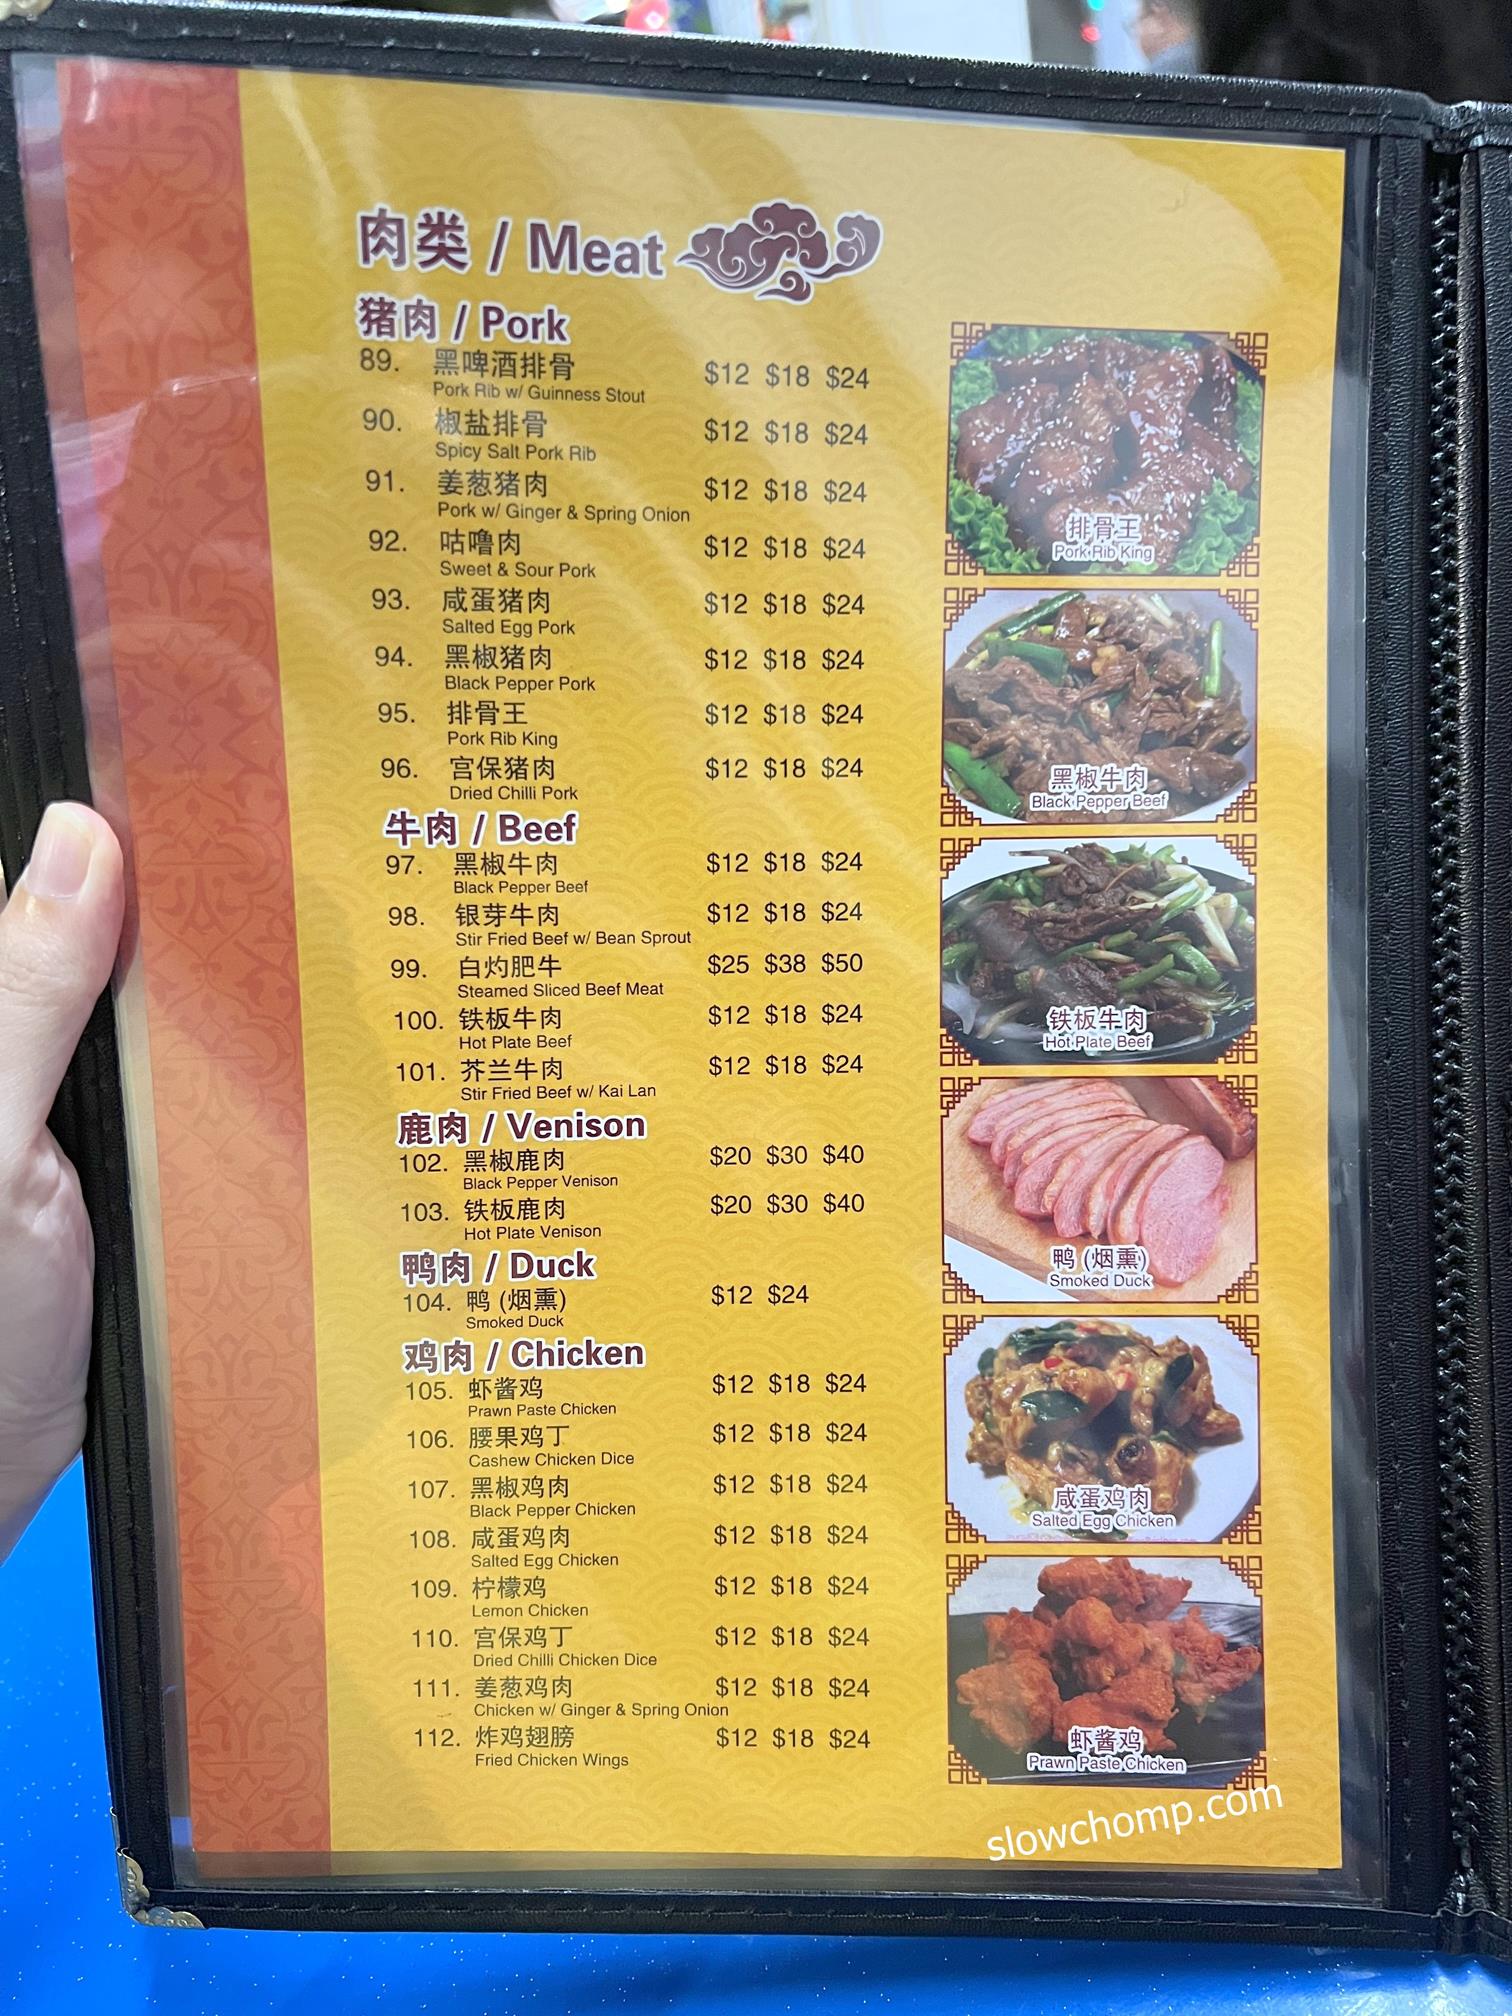 肉类 / Meat
猪肉 / Pork
89. 黑啤酒排骨 $12 $18 $24
Pork Rib w/ Guinness Stout
90. 椒盐排骨 $12 $18 $24
Spicy Salt Pork Rib
91. 姜葱猪肉 $12 $18 $24
Pork w/ Ginger & Spring Onion
92. 咕噜肉 $12 $18 $24
Sweet & Sour Pork
93. 咸蛋猪肉 $12 $18 $24
Salted Egg Pork
94. 黑椒猪肉 $12 $18 $24
Black Pepper Pork
95. 排骨王 $12 $18 $24
Pork Rib King
96. 宫保猪肉 $12 $18 $24
Dried Chilli Pork
牛肉 / Beef
97. 黑椒牛肉 $12 $18 $24
Black Pepper Beef
98. 银芽牛肉 $12 $18 $24
Stir Fried Beef w/ Bean Sprout
99. 白灼肥牛 $25 $38 $50
Steamed Sliced Beef Meat
100. 铁板牛肉 $12 $18 $24
Hot Plate Beef
101. 芥兰牛肉 $12 $18 $24
Stir Fried Beef w/ Kai Lan
鹿肉 / Venison
102. 黑椒鹿肉 $20 $30 $40
Black Pepper Venison
103. 铁板鹿肉 $20 $30 $40
Hot Plate Venison
鸭肉 / Duck
104. 鸭 (烟熏) $12 $24
Smoked Duck
鸡肉 / Chicken
105. 虾酱鸡 $12 $18 $24
Prawn Paste Chicken
106. 腰果鸡丁 $12 $18 $24
Cashew Chicken Dice
107. 黑椒鸡肉 $12 $18 $24
Black Pepper Chicken
108. 咸蛋鸡肉 $12 $18 $24
Salted Egg Chicken
109. 柠檬鸡 $12 $18 $24
Lemon Chicken
110. 宫保鸡丁 $12 $18 $24
Dried Chilli Chicken Dice
111. 姜葱鸡肉 $12 $18 $24
Chicken w/ Ginger & Spring Onion
112. 炸鸡翅膀 $12 $18 $24
Fried Chicken Wings
排骨王
Pork Rib King
黑椒牛肉
Black Pepper Beef
铁板牛肉
Hot Plate Beef
鸭 (烟熏)
Smoked Duck
咸蛋鸡肉
Salted Egg Chicken
虾酱鸡
Prawn Paste Chicken
slowchomp.com